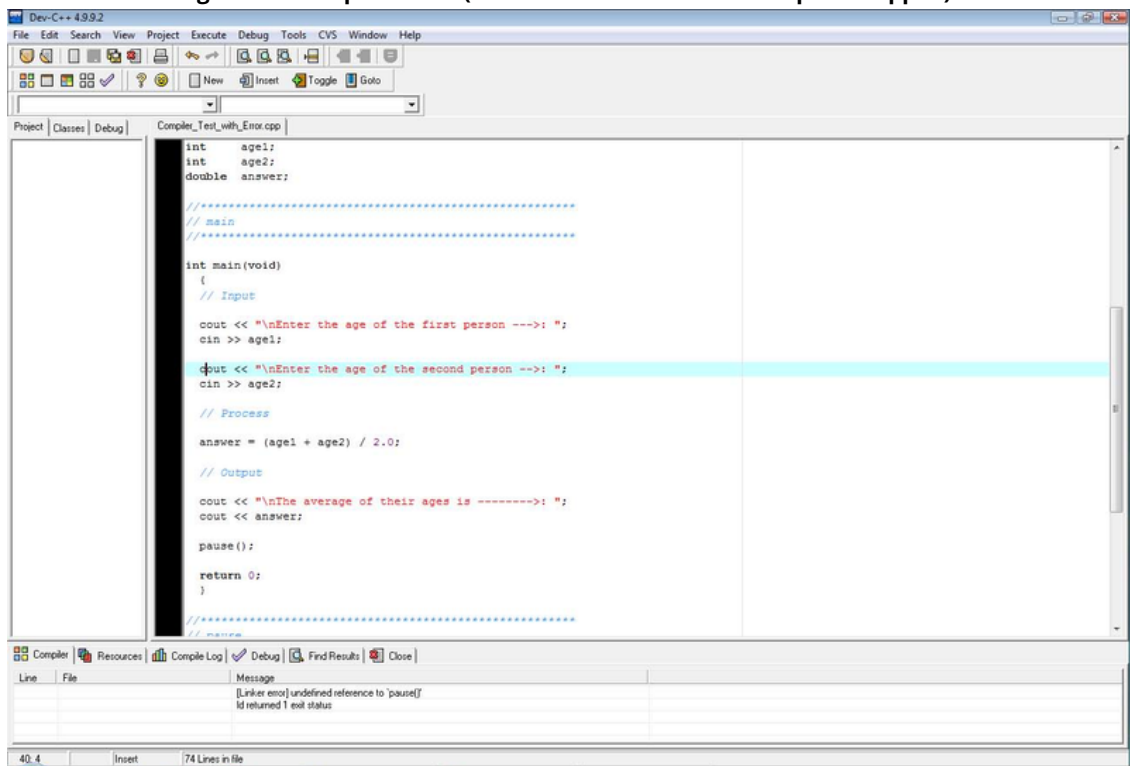 Dev-C++ 4.9.9.2
File Edit Search View Project Execute Debug Tools CVS Window Help
New Insert Toggle Goto
Project Classes Debug Compiler_Test_with_Error.cpp
int age1;
int age2;
double answer;
//******************************************************
// main
//******************************************************
int main(void)
{
// Input
cout << "\nEnter the age of the first person --->: ";
cin >> age1;
cout << "\nEnter the age of the second person -->: ";
cin >> age2;
// Process
answer = (age1 + age2) / 2.0;
// Output
cout << "\nThe average of their ages is -------->: ";
cout << answer;
pause();
return 0;
}
//******************************************************
// pause
Compiler Resources Compile Log Debug Find Results Close
Line File Message
[Linker error] undefined reference to `pause()'
ld returned 1 exit status
40: 4 Insert 74 Lines in file